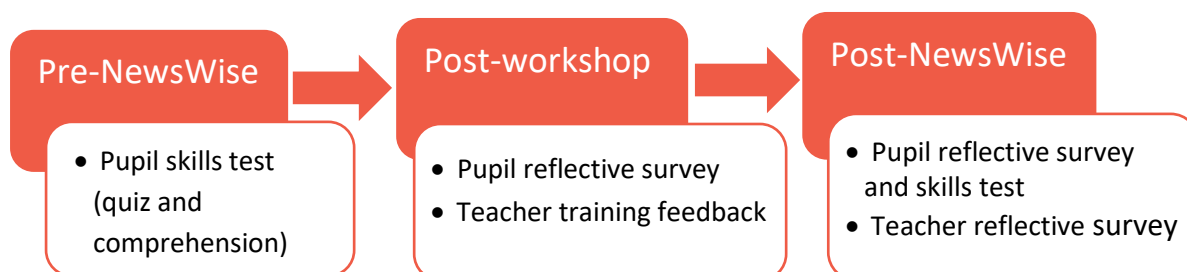 Pre-NewsWise
• Pupil skills test
(quiz and
comprehension)
Post-workshop
• Pupil reflective survey
• Teacher training feedback
Post-NewsWise
• Pupil reflective survey
and skills test
• Teacher reflective survey